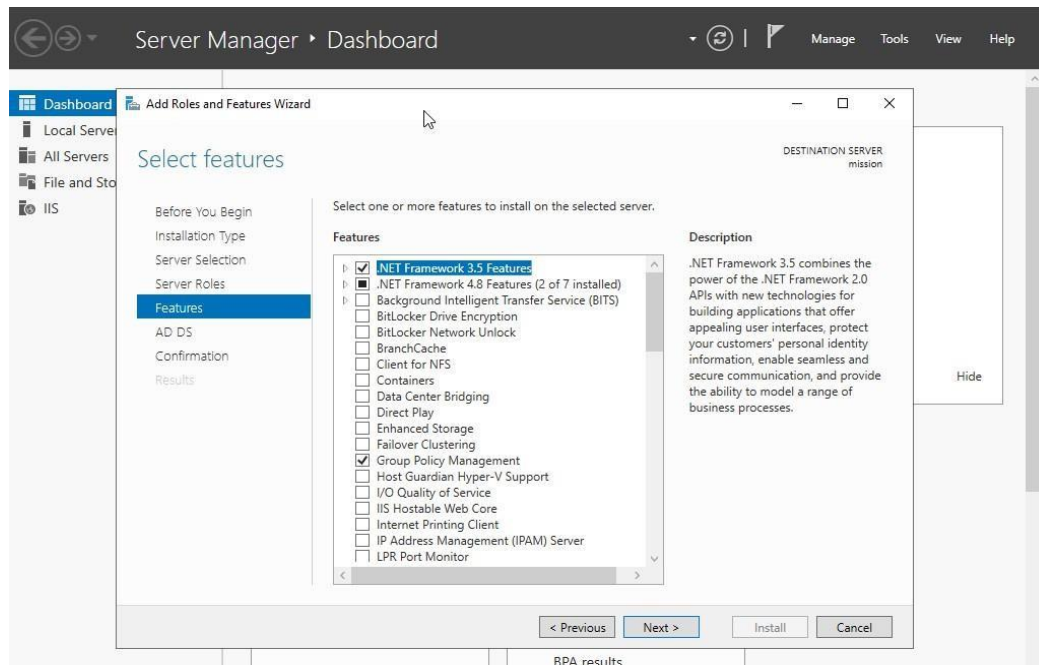 Server Manager ‣ Dashboard
Manage Tools View Help
Dashboard
Local Server
All Servers
File and Sto
IIS
Add Roles and Features Wizard
Select features
DESTINATION SERVER
mission
Before You Begin
Installation Type
Server Selection
Server Roles
Features
AD DS
Confirmation
Results
Select one or more features to install on the selected server.
Features
.NET Framework 3.5 Features
.NET Framework 4.8 Features (2 of 7 installed)
Background Intelligent Transfer Service (BITS)
BitLocker Drive Encryption
BitLocker Network Unlock
BranchCache
Client for NFS
Containers
Data Center Bridging
Direct Play
Enhanced Storage
Failover Clustering
Group Policy Management
Host Guardian Hyper-V Support
I/O Quality of Service
IIS Hostable Web Core
Internet Printing Client
IP Address Management (IPAM) Server
LPR Port Monitor
Description
.NET Framework 3.5 combines the
power of the .NET Framework 2.0
APIs with new technologies for
building applications that offer
appealing user interfaces, protect
your customers' personal identity
information, enable seamless and
secure communication, and provide
the ability to model a range of
business processes.
Hide
< Previous
Next >
Install
Cancel
BPA results